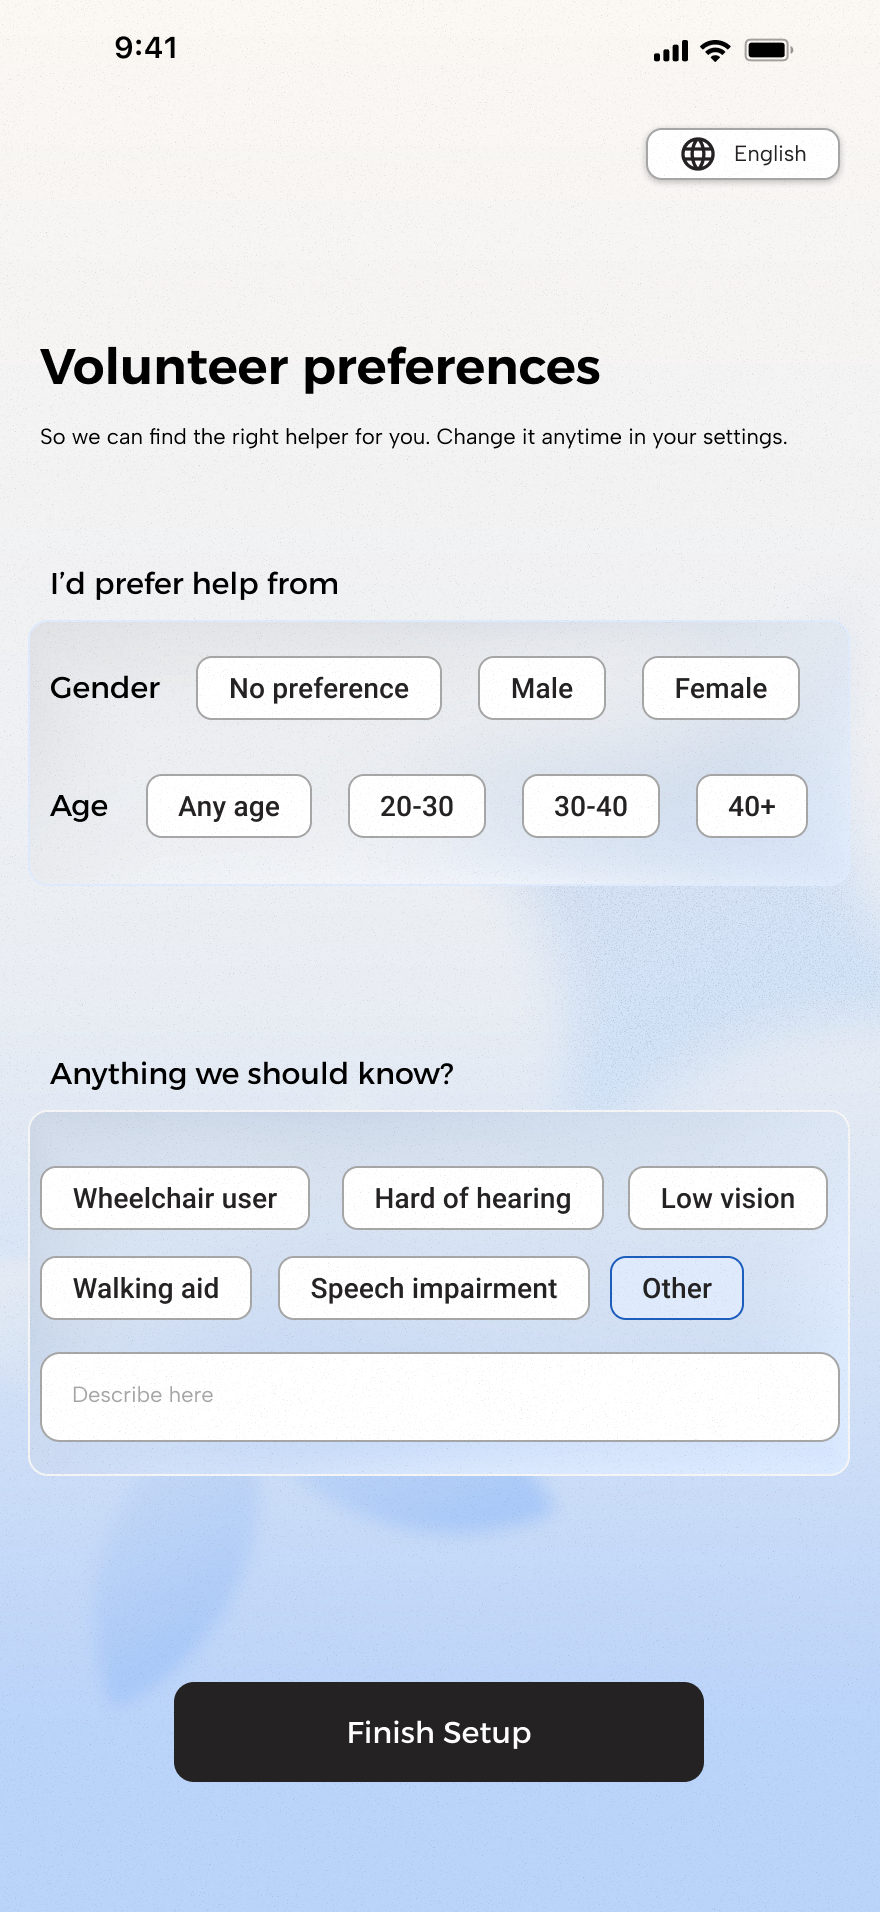 9:41
English
Volunteer preferences
So we can find the right helper for you. Change it anytime in your settings.
I’d prefer help from
Gender No preference Male Female
Age Any age 20-30 30-40 40+
Anything we should know?
Wheelchair user Hard of hearing Low vision
Walking aid Speech impairment Other
Describe here
Finish Setup